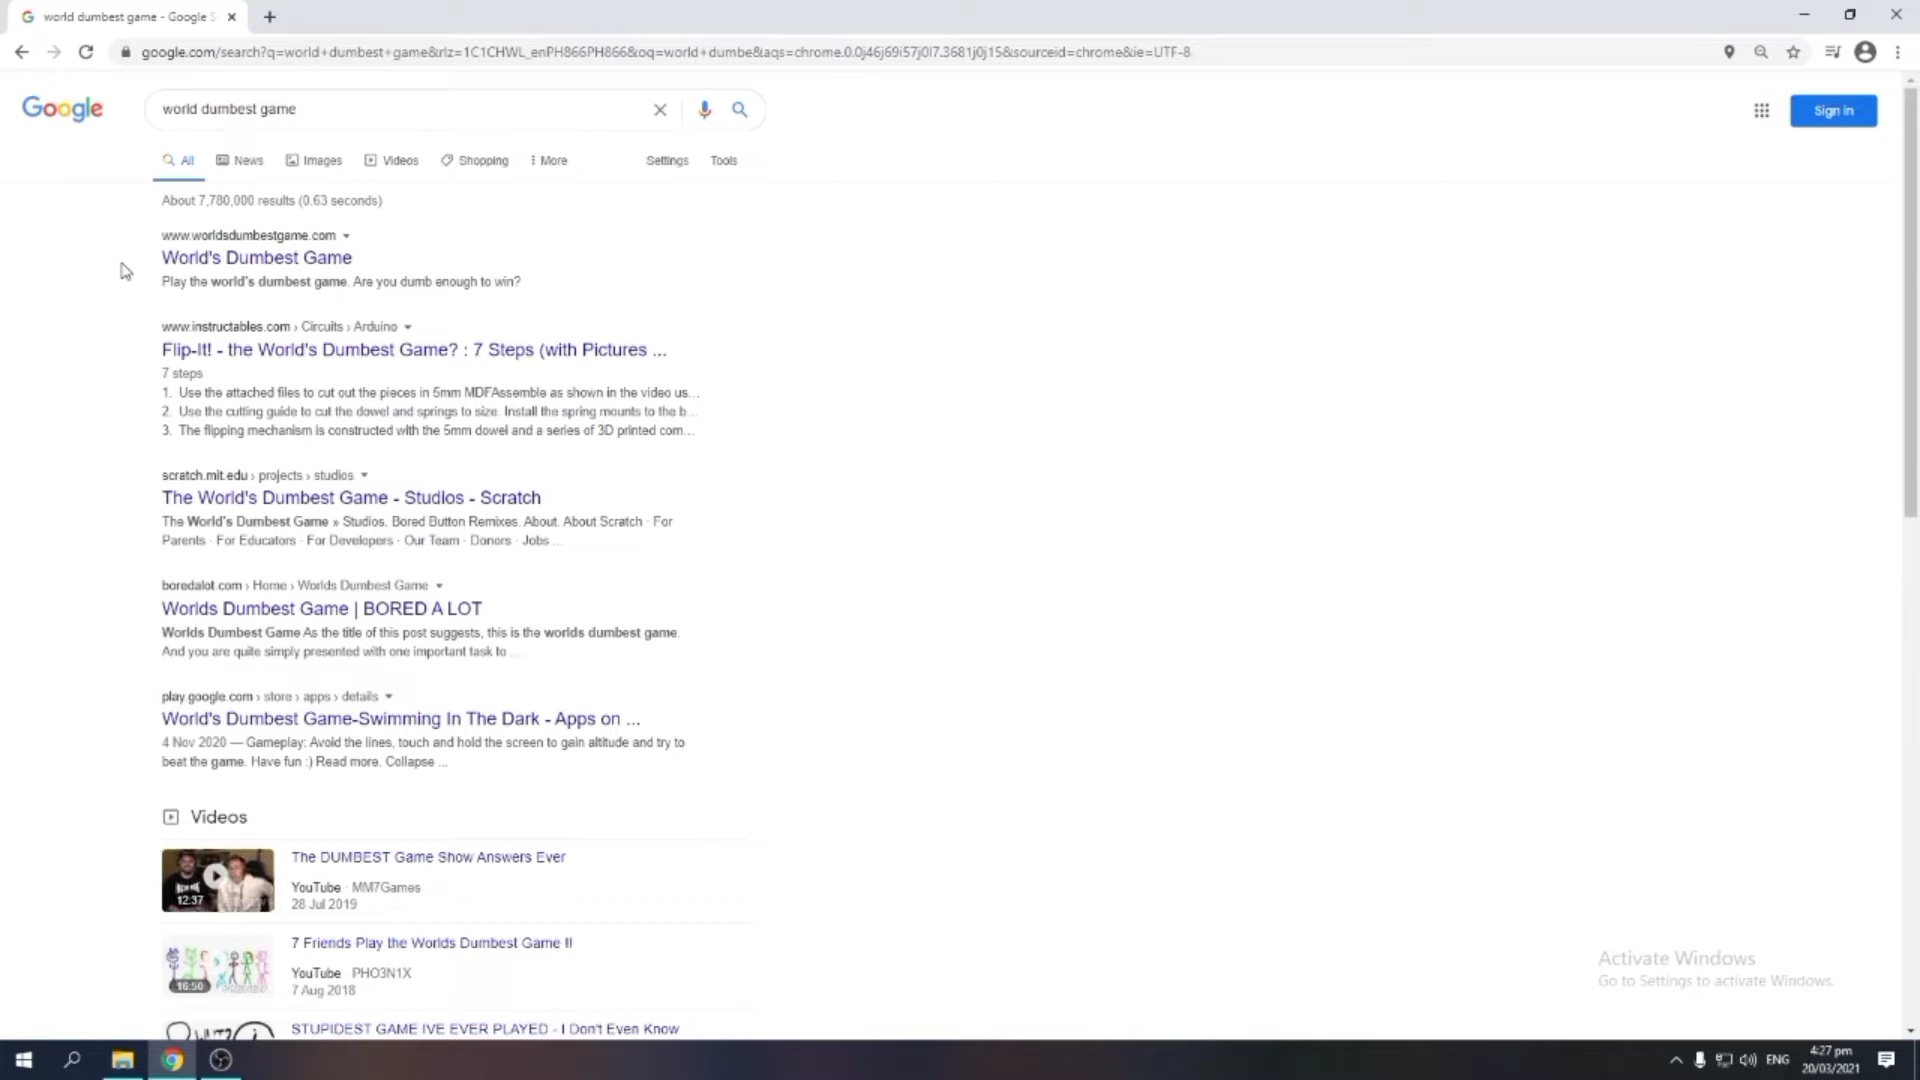 world dumbest game - Google S
google.com/search?q=world+dumbest+game&rlz=1C1CHWL_enPH866PH866&oq=world+dumbe&aqs=chrome.0.0j46j69i57j0l7.3681j0j15&sourceid=chrome&ie=UTF-8
Google
world dumbest game
Sign in
All News Images Videos Shopping More Settings Tools
About 7,780,000 results (0.63 seconds)
www.worldsdumbestgame.com
World's Dumbest Game
Play the world's dumbest game. Are you dumb enough to win?
www.instructables.com › Circuits › Arduino
Flip-It! - the World's Dumbest Game? : 7 Steps (with Pictures ...
7 steps
1. Use the attached files to cut out the pieces in 5mm MDFAssemble as shown in the video us...
2. Use the cutting guide to cut the dowel and springs to size. Install the spring mounts to the b...
3. The flipping mechanism is constructed with the 5mm dowel and a series of 3D printed com...
scratch.mit.edu › projects › studios
The World's Dumbest Game - Studios - Scratch
The World's Dumbest Game » Studios. Bored Button Remixes. About. About Scratch · For
Parents · For Educators · For Developers · Our Team · Donors · Jobs ...
boredalot.com › Home › Worlds Dumbest Game
Worlds Dumbest Game | BORED A LOT
Worlds Dumbest Game As the title of this post suggests, this is the worlds dumbest game.
And you are quite simply presented with one important task to ...
play.google.com › store › apps › details
World's Dumbest Game-Swimming In The Dark - Apps on ...
4 Nov 2020 — Gameplay: Avoid the lines, touch and hold the screen to gain altitude and try to
beat the game. Have fun :) Read more. Collapse ...
Videos
The DUMBEST Game Show Answers Ever
YouTube · MM7Games
28 Jul 2019
12:37
7 Friends Play the Worlds Dumbest Game !!
YouTube PHO3N1X
7 Aug 2018
16:50
STUPIDEST GAME IVE EVER PLAYED - I Don't Even Know
Activate Windows
Go to Settings to activate Windows.
ENG
4:27 pm
20/03/2021